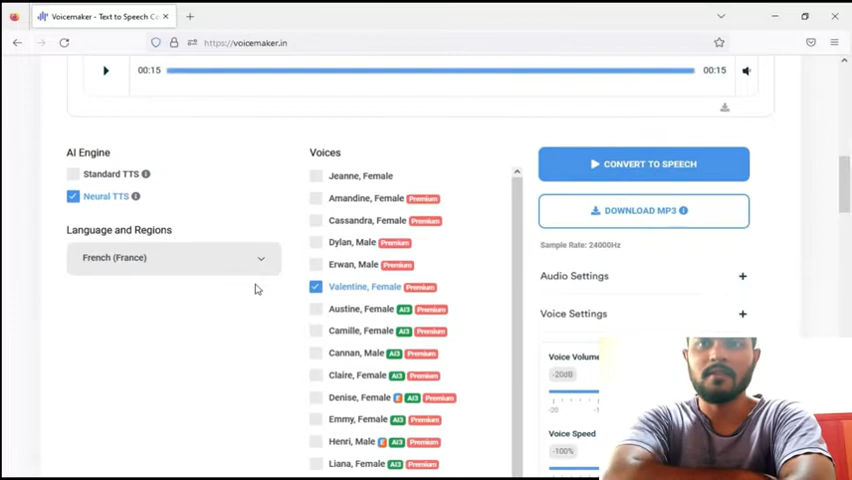 Voicemaker - Text to Speech Co
https://voicemaker.in
00:15
00:15
AI Engine
Standard TTS
Neural TTS
Language and Regions
French (France)
Voices
Jeanne, Female
Amandine, Female Premium
Cassandra, Female Premium
Dylan, Male Premium
Erwan, Male Premium
Valentine, Female Premium
Austine, Female AI3 Premium
Camille, Female AI3 Premium
Cannan, Male AI3 Premium
Claire, Female AI3 Premium
Denise, Female E AI3 Premium
Emmy, Female AI3 Premium
Henri, Male E AI3 Premium
Liana, Female AI3 Premium
CONVERT TO SPEECH
DOWNLOAD MP3
Sample Rate: 24000Hz
Audio Settings
Voice Settings
Voice Volume
-20dB
-20
Voice Speed
-100%